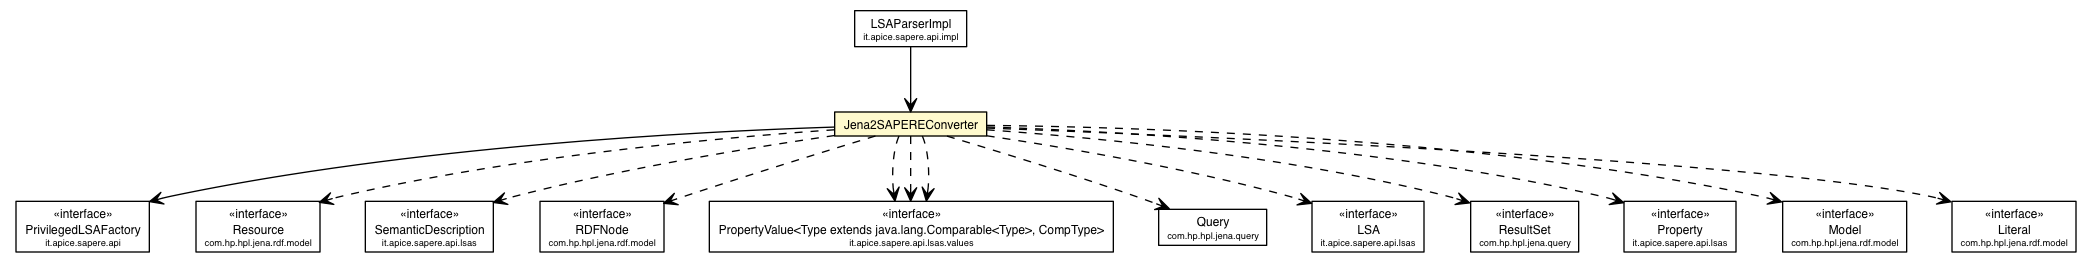 LSAParserImpl
it.apice.sapere.api.impl
Jena2SAPEREConverter
«interface»
PrivilegedLSAFactory
it.apice.sapere.api
«interface»
Resource
com.hp.hpl.jena.rdf.model
«interface»
SemanticDescription
it.apice.sapere.api.lsas
«interface»
RDFNode
com.hp.hpl.jena.rdf.model
«interface»
PropertyValue<Type extends java.lang.Comparable<Type>, CompType>
it.apice.sapere.api.lsas.values
Query
com.hp.hpl.jena.query
«interface»
LSA
it.apice.sapere.api.lsas
«interface»
ResultSet
com.hp.hpl.jena.query
«interface»
Property
it.apice.sapere.api.lsas
«interface»
Model
com.hp.hpl.jena.rdf.model
«interface»
Literal
com.hp.hpl.jena.rdf.model